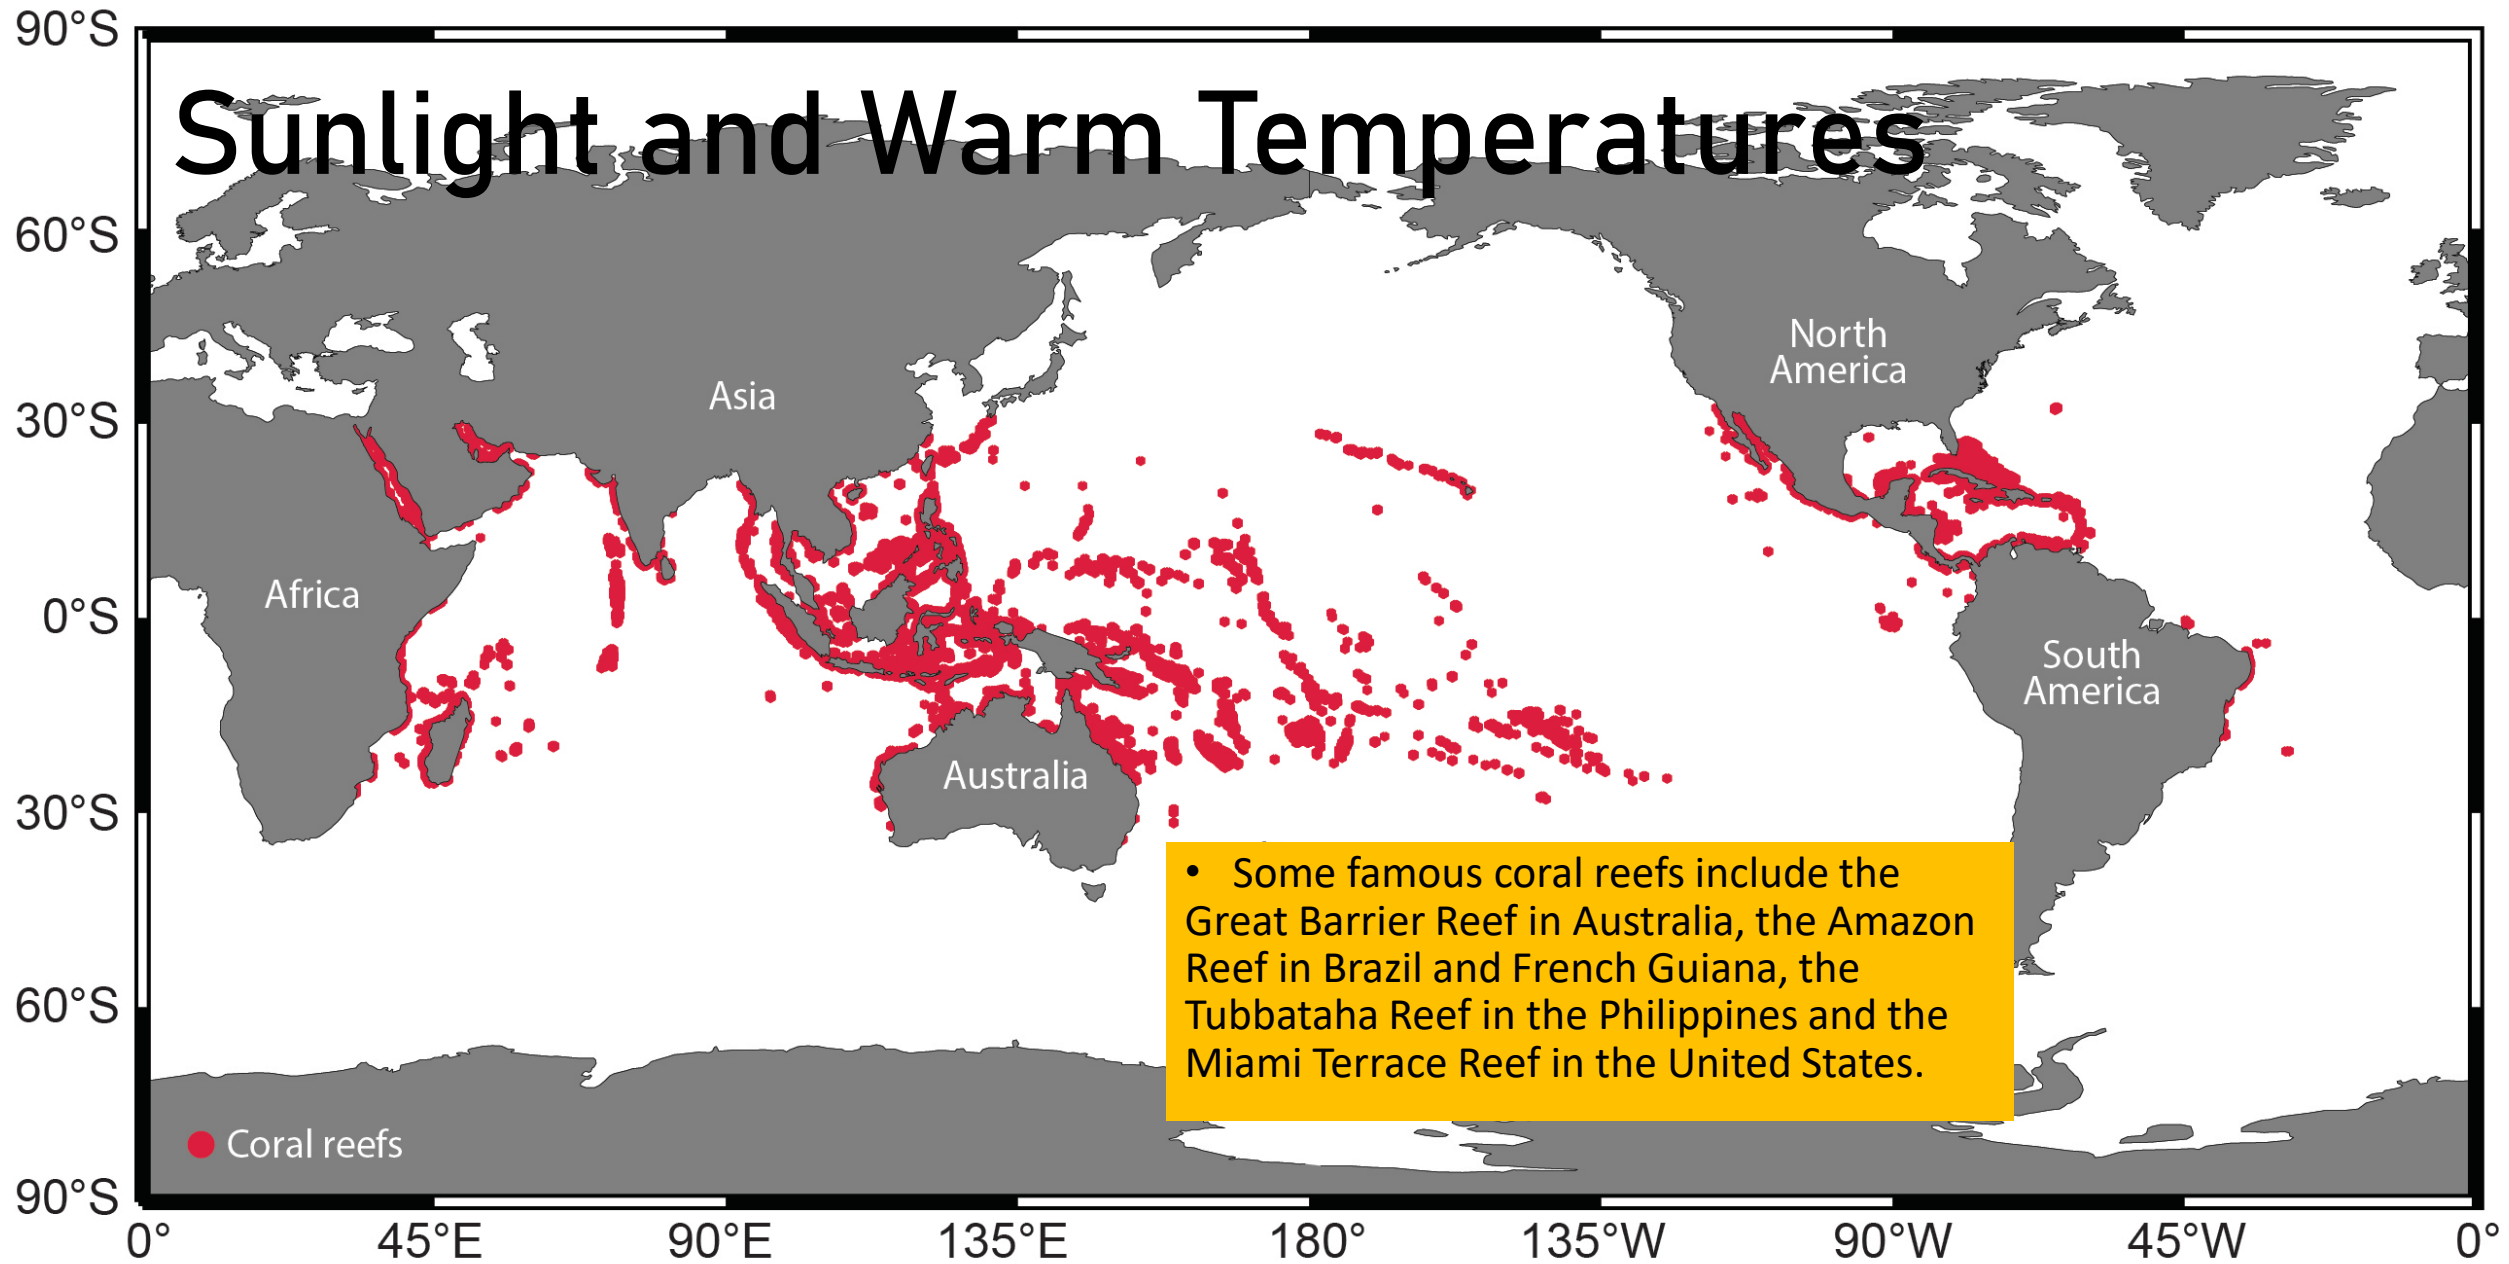 90°S
Sunlight and Warm Temperatures
60°S
North
America
Asia
30°S
Africa
0°S
South
America
Australia
30°S
• Some famous coral reefs include the
Great Barrier Reef in Australia, the Amazon
Reef in Brazil and French Guiana, the
Tubbataha Reef in the Philippines and the
Miami Terrace Reef in the United States.
60°S
Coral reefs
90°S
0° 45°E 90°E 135°E 180° 135°W 90°W 45°W 0°